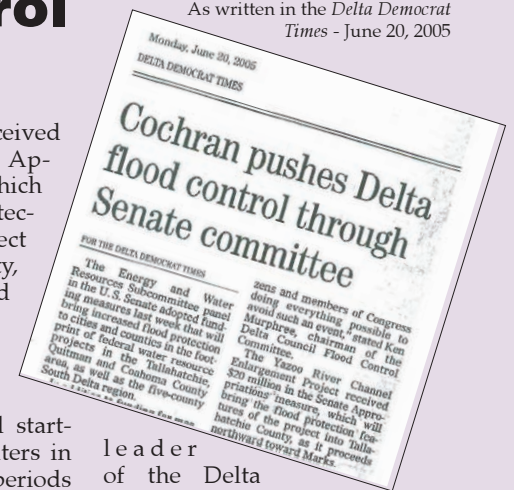 rol
As written in the Delta Democrat
Times - June 20, 2005
ceived
Ap-
hich
tec-
ect
ty,
d
l start-
ters in
periods
leader
of the Delta
Monday, June 20, 2005
DELTA DEMOCRAT TIMES
Cochran pushes Delta
flood control through
Senate committee
FOR THE DELTA DEMOCRAT TIMES
The Energy and Water
Resources Subcommittee panel
in the U.S. Senate adopted fund-
ing measures last week that will
bring increased flood protection
to cities and counties in the foot-
print of federal water resource
projects in the Tallahatchie,
Quitman and Coahoma County
area, as well as the five-county
South Delta region.
zens and members of Congress
doing everything possible to
avoid such an event," stated Ken
Murphree, chairman of the
Delta Council Flood Control
Committee.
The Yazoo River Channel
Enlargement Project received
$20 million in the Senate Appro-
priations measure, which will
bring the flood protection fea-
tures of the project into Talla-
hatchie County, as it proceeds
northward toward Marks.